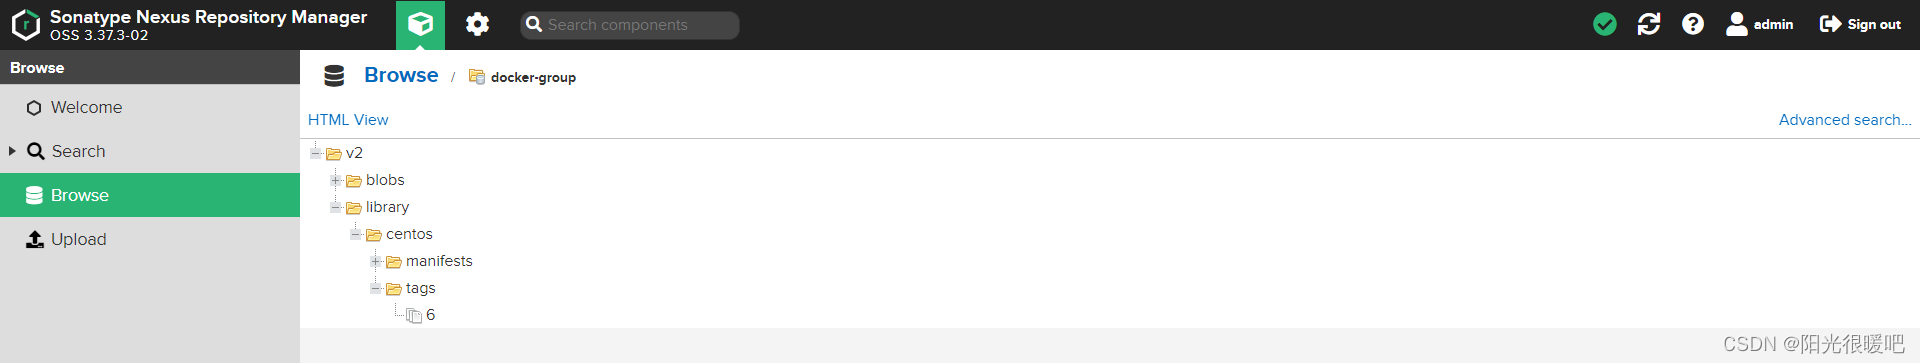 Sonatype Nexus Repository Manager
OSS 3.37.3-02
Search components
admin
Sign out
Browse
Welcome
Search
Browse
Upload
Browse / docker-group
HTML View
Advanced search...
v2
blobs
library
centos
manifests
tags
6
CSDN @阳光很暖吧